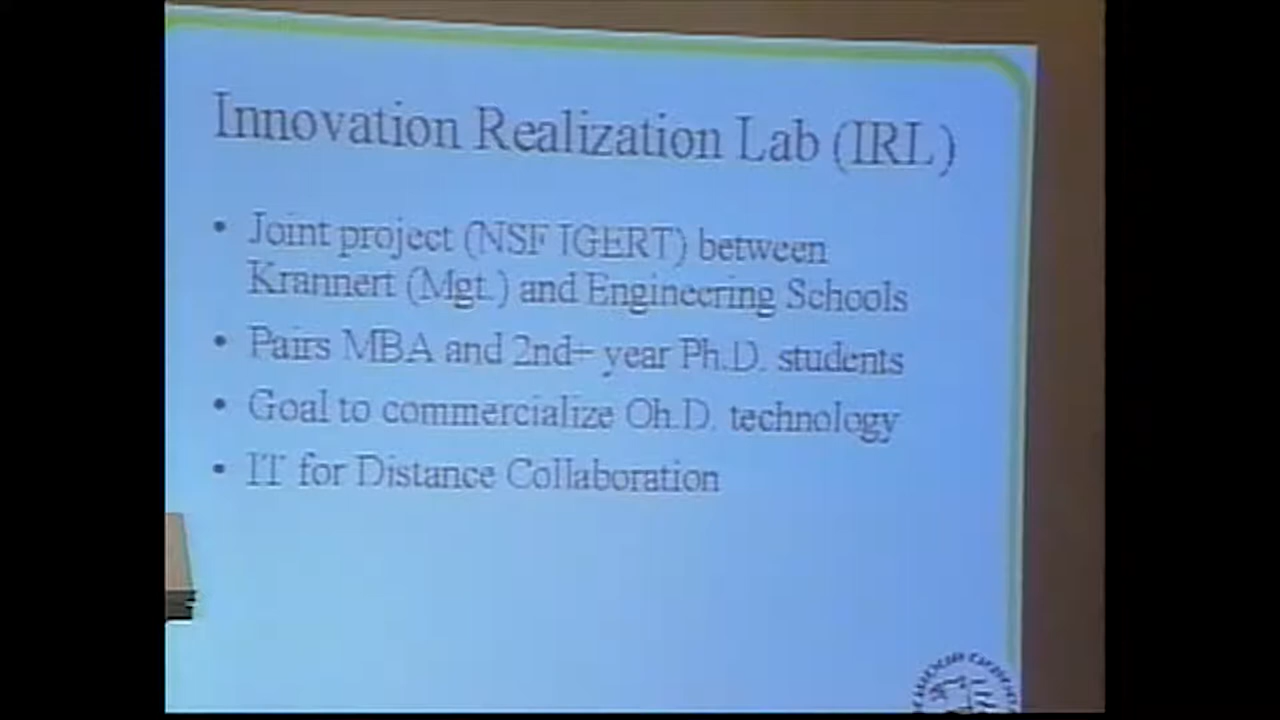 Innovation Realization Lab (IRL)
• Joint project (NSF IGERT) between
Krannert (Mgt.) and Engineering Schools
• Pairs MBA and 2nd+ year Ph.D. students
• Goal to commercialize Oh.D. technology
• IT for Distance Collaboration